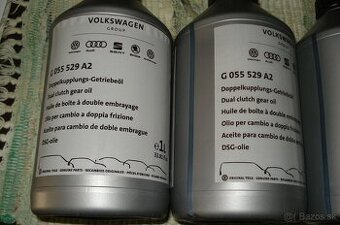 VOLKSWAGEN
GROUP
G 055 529 A2
Doppelkupplungs-Getriebeöl
Dual clutch gear oil
Huile de boîte à double embrayage
Olio per cambio a doppia frizione
Aceite para cambio de doble embrague
DSG-olie
e 1 L
VOLKSWAGEN
GROUP
G 055 529 A2
Doppelkupplungs-Getriebeöl
Dual clutch gear oil
Huile de boîte à double embrayage
Olio per cambio a doppia frizione
Aceite para cambio de doble embrague
DSG-olie
Bazos.sk